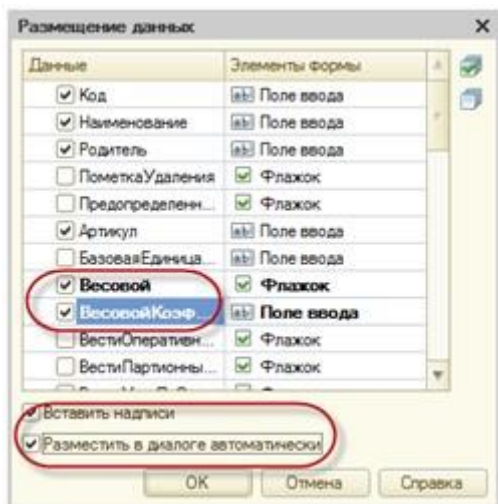 Размещение данных
Данные Элементы формы
Код Поле ввода
Наименование Поле ввода
Родитель Поле ввода
ПометкаУдаления Флажок
Предопределенн... Флажок
Артикул Поле ввода
БазоваяЕдиница... Поле ввода
Весовой Флажок
ВесовойКоэф... Поле ввода
ВестиОперативн... Флажок
ВестиПартионны... Флажок
Вставить надписи
Разместить в диалоге автоматически
OK Отмена Справка